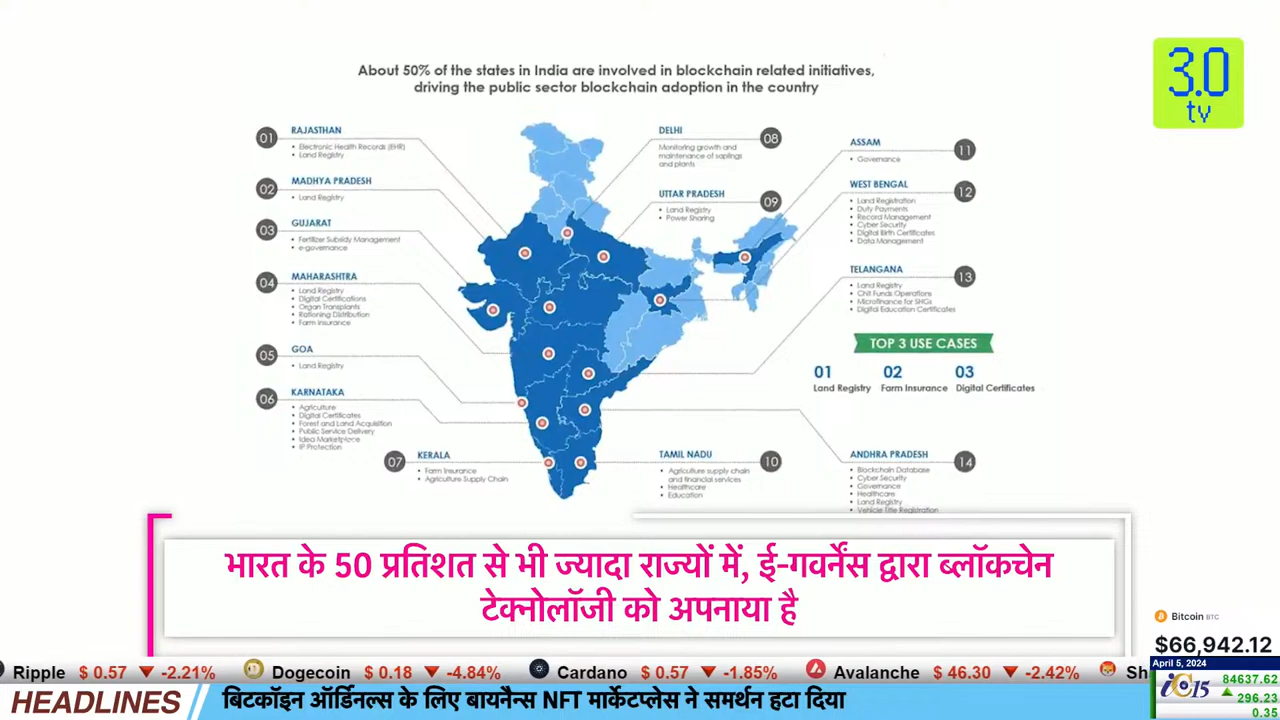 About 50% of the states in India are involved in blockchain related initiatives,
driving the public sector blockchain adoption in the country
3.0
tv
01
RAJASTHAN
• Electronic Health Records (EHR)
• Land Registry
02
MADHYA PRADESH
• Land Registry
03
GUJARAT
• Fertilizer Subsidy Management
• e-governance
04
MAHARASHTRA
• Land Registry
• Digital Certifications
• Organ Transplants
• Rationing Distribution
• Farm insurance
05
GOA
• Land Registry
06
KARNATAKA
• Agriculture
• Digital Certificates
• Forest and Land Acquisition
• Public Service Delivery
• Idea Marketplace
• IP Protection
07
KERALA
• Farm Insurance
• Agriculture Supply Chain
DELHI
08
Monitoring growth and
maintenance of saplings
and plants
UTTAR PRADESH
09
• Land Registry
• Power Sharing
TAMIL NADU
10
• Agriculture supply chain
and financial services
• Healthcare
• Education
ASSAM
11
• Governance
WEST BENGAL
12
• Land Registration
• Duty Payments
• Record Management
• Cyber Security
• Digital Birth Certificates
• Data Management
TELANGANA
13
• Land Registry
• Chit Funds Operations
• Microfinance for SHGs
• Digital Education Certificates
TOP 3 USE CASES
01 02 03
Land Registry Farm Insurance Digital Certificates
ANDHRA PRADESH
14
• Blockchain Database
• Cyber Security
• Governance
• Healthcare
• Land Registry
• Vehicle Title Registration
भारत के 50 प्रतिशत से भी ज्यादा राज्यों में, ई-गवर्नेंस द्वारा ब्लॉकचेन
टेक्नोलॉजी को अपनाया है
Bitcoin BTC
$66,942.12
Ripple $ 0.57 ▼ -2.21% Dogecoin $ 0.18 ▼ -4.84% Cardano $ 0.57 ▼ -1.85% Avalanche $ 46.30 ▼ -2.42% Sh
April 5, 2024
ic15
84637.62
▲ 296.23
0.35
HEADLINES
बिटकॉइन ऑर्डिनल्स के लिए बायनैन्स NFT मार्केटप्लेस ने समर्थन हटा दिया